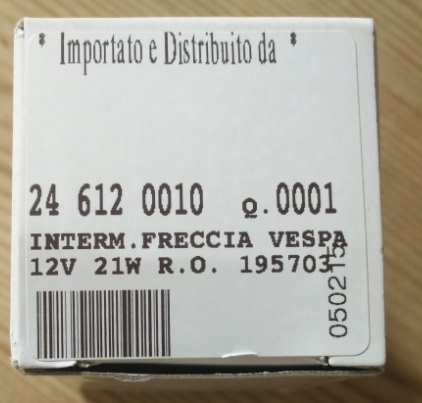 * Importato e Distribuito da *
24 612 0010 Q.0001
INTERM.FRECCIA VESPA
12V 21W R.O. 195703
050215